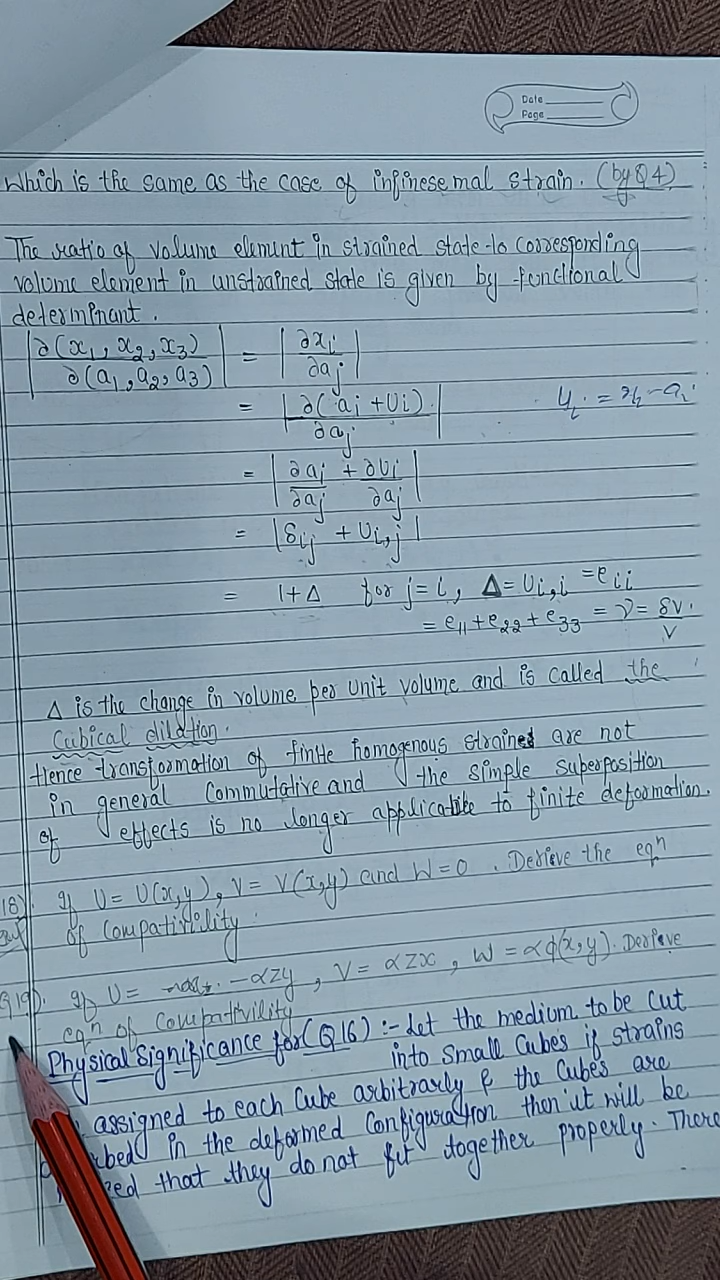 Date
Page
Which is the same as the case of infinesemal strain. (by Q4)
The ratio of volume element in strained state to corresponding
volume element in unstrained state is given by functional
determinant.
|∂(x₁, x₂, x₃) / ∂(a₁, a₂, a₃)| = |∂xᵢ / ∂aⱼ|
= |∂(aᵢ + Uᵢ) / ∂aⱼ| uᵢ = xᵢ - aᵢ
= |∂aᵢ/∂aⱼ + ∂Uᵢ/∂aⱼ|
= |δᵢⱼ + Uᵢ,ⱼ|
= 1+Δ for j=i, Δ = Uᵢ,ᵢ = eᵢᵢ
= e₁₁+e₂₂+e₃₃ = ν = δv/v
Δ is the change in volume per unit volume and is called the
Cubical dilation.
Hence transformation of finite homogenous strained are not
in general commutative and the simple superposition
of effects is no longer applicable to finite deformation.
18). If U = U(x,y), V = V(x,y) and W=0. Derieve the eqⁿ
of compativility
Q19). If U = -αzy, V = αzx, W = αφ(x,y). Derieve
eqⁿ of compativility
Physical Significance for (Q16) :- Let the medium to be cut
into small cubes if strains
assigned to each cube arbitrarly & the cubes are
in the deformed configuration then it will be
that they do not fit together properly. There